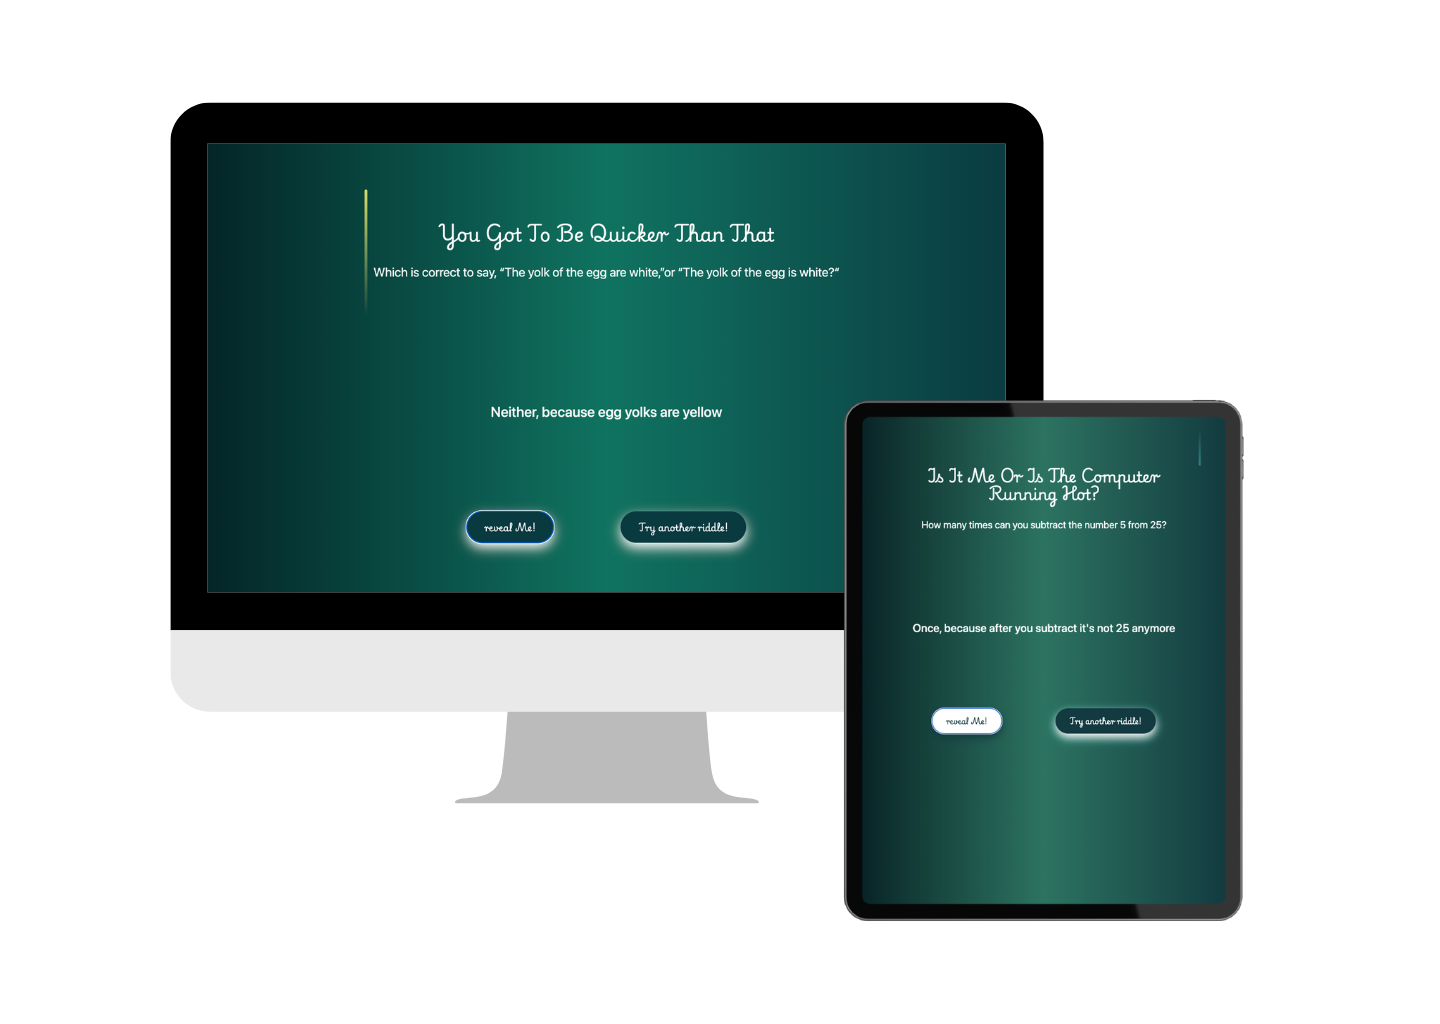 You Got To Be Quicker Than That
Which is correct to say, “The yolk of the egg are white,”or “The yolk of the egg is white?“
Neither, because egg yolks are yellow
reveal Me!
Try another riddle!
Is It Me Or Is The Computer
Running Hot?
How many times can you subtract the number 5 from 25?
Once, because after you subtract it's not 25 anymore
reveal Me!
Try another riddle!